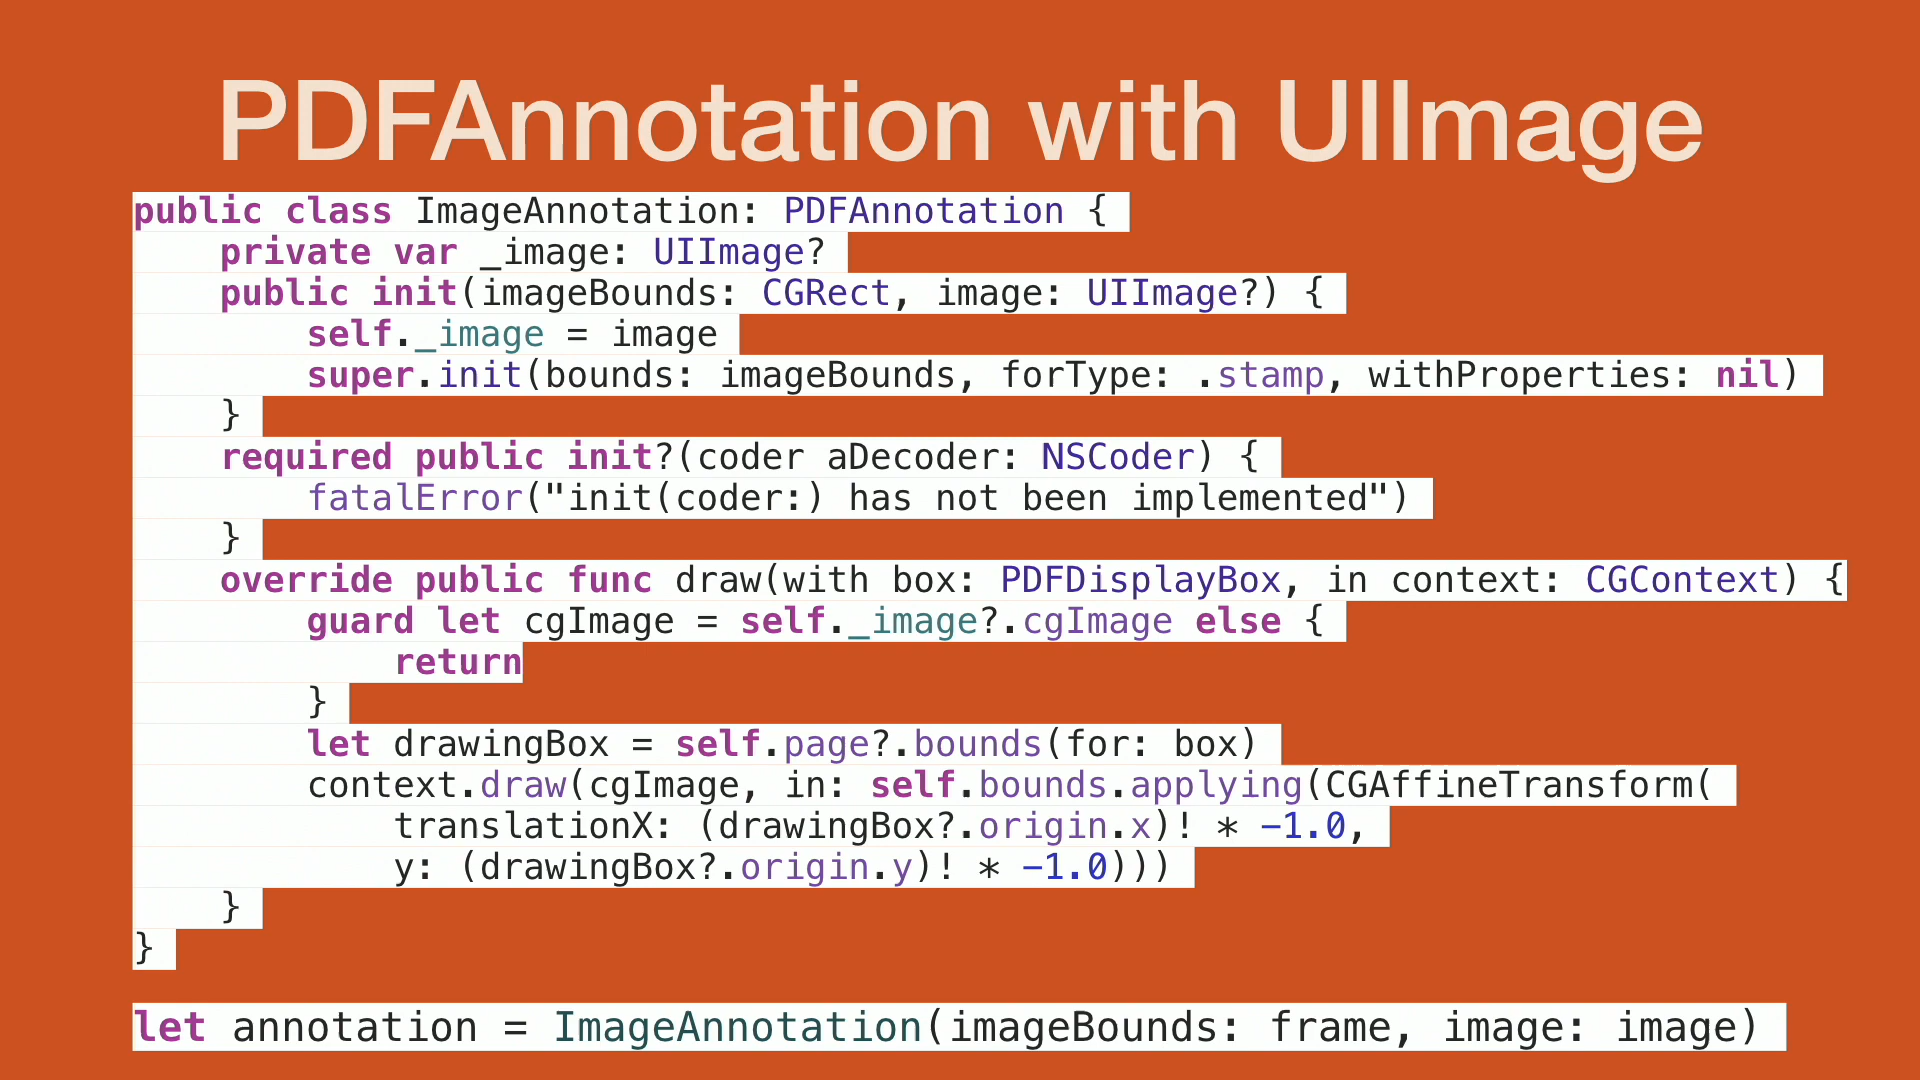 PDFAnnotation with UIImage
public class ImageAnnotation: PDFAnnotation {
    private var _image: UIImage?
    public init(imageBounds: CGRect, image: UIImage?) {
        self._image = image
        super.init(bounds: imageBounds, forType: .stamp, withProperties: nil)
    }
    required public init?(coder aDecoder: NSCoder) {
        fatalError("init(coder:) has not been implemented")
    }
    override public func draw(with box: PDFDisplayBox, in context: CGContext) {
        guard let cgImage = self._image?.cgImage else {
            return
        }
        let drawingBox = self.page?.bounds(for: box)
        context.draw(cgImage, in: self.bounds.applying(CGAffineTransform(
            translationX: (drawingBox?.origin.x)! * −1.0,
            y: (drawingBox?.origin.y)! * −1.0)))
    }
}
let annotation = ImageAnnotation(imageBounds: frame, image: image)